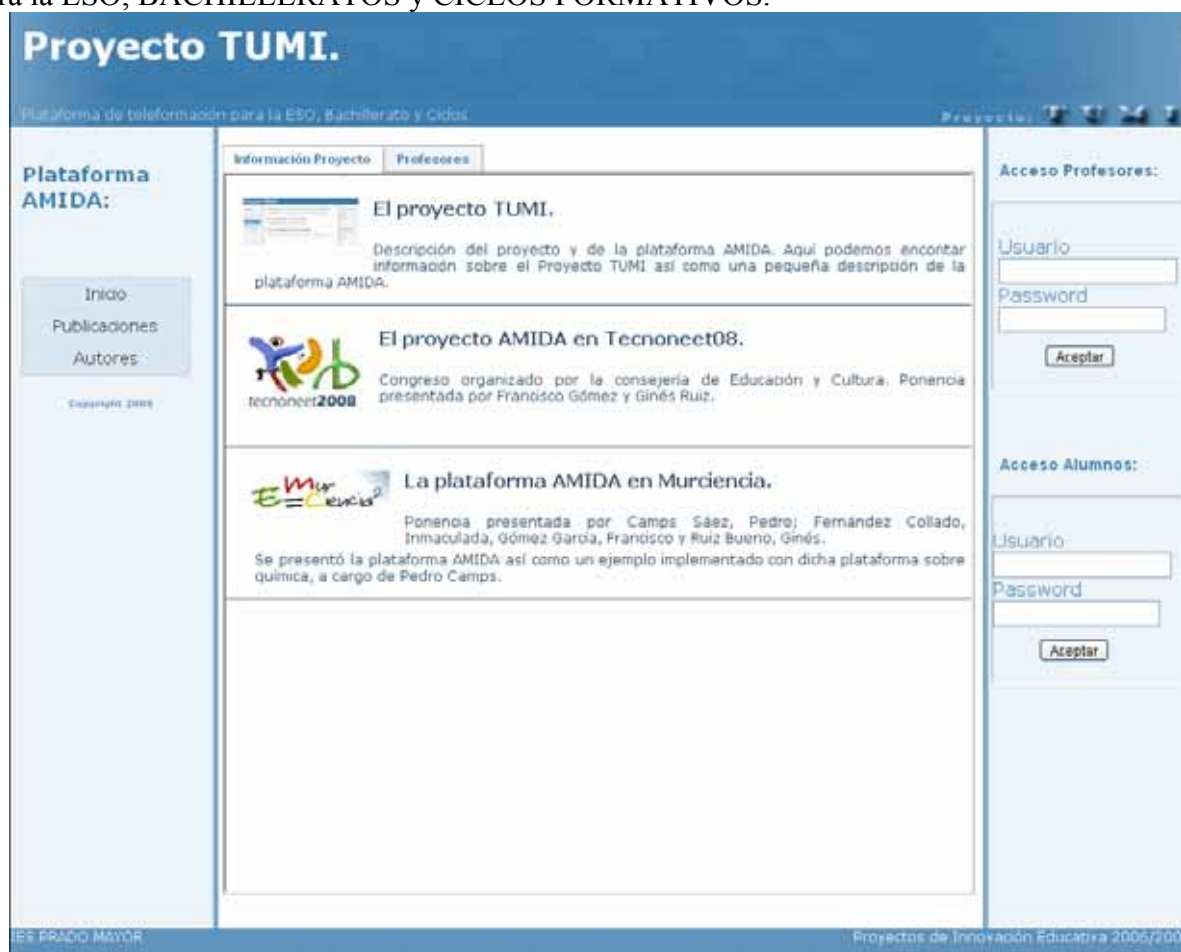 ra la ESO, BACHILLERATOS y CICLOS FORMATIVOS.
Proyecto TUMI.
Plataforma de teleformación para la ESO, Bachillerato y Ciclos
Proyecto: T U M I
Plataforma
AMIDA:
Inicio
Publicaciones
Autores
Copyright 2008
Información Proyecto
Profesores
El proyecto TUMI.
Descripción del proyecto y de la plataforma AMIDA. Aquí podemos encontar
información sobre el Proyecto TUMI así como una pequeña descripción de la
plataforma AMIDA.
tecnoneet2008
El proyecto AMIDA en Tecnoneet08.
Congreso organizado por la consejería de Educación y Cultura. Ponencia
presentada por Francisco Gómez y Ginés Ruiz.
Mur
E=Ciencia²
La plataforma AMIDA en Murciencia.
Ponencia presentada por Camps Sáez, Pedro; Fernández Collado,
Inmaculada, Gómez García, Francisco y Ruiz Bueno, Ginés.
Se presentó la plataforma AMIDA así como un ejemplo implementado con dicha plataforma sobre
química, a cargo de Pedro Camps.
Acceso Profesores:
Usuario
Password
Aceptar
Acceso Alumnos:
Usuario
Password
Aceptar
IES PRADO MAYOR
Proyectos de Innovación Educativa 2006/200